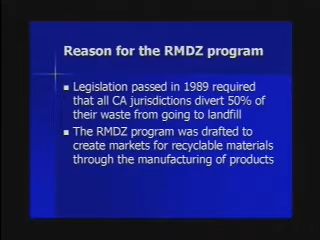 Reason for the RMDZ program
Legislation passed in 1989 required
that all CA jurisdictions divert 50% of
their waste from going to landfill
The RMDZ program was drafted to
create markets for recyclable materials
through the manufacturing of products